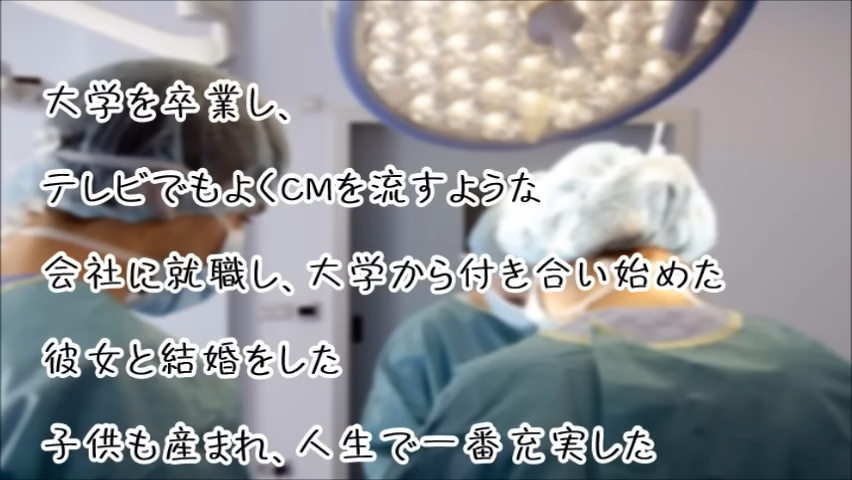 大学を卒業し、
テレビでもよくCMを流すような
会社に就職し、大学から付き合い始めた
彼女と結婚をした
子供も産まれ、人生で一番充実した